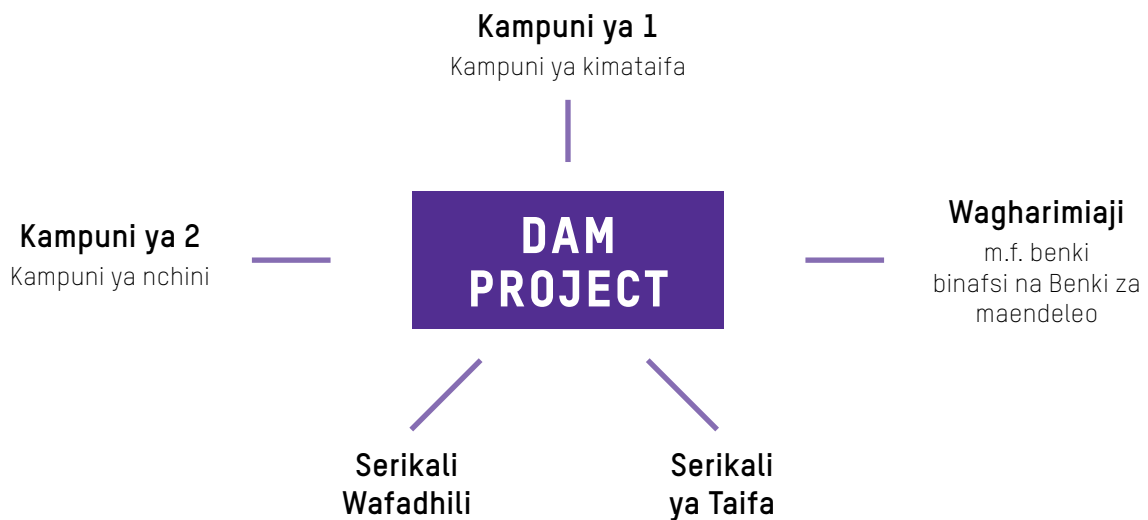 Kampuni ya 1
Kampuni ya kimataifa
Kampuni ya 2
Kampuni ya nchini
DAM
PROJECT
Wagharimiaji
m.f. benki
binafsi na Benki za
maendeleo
Serikali
Wafadhili
Serikali
ya Taifa